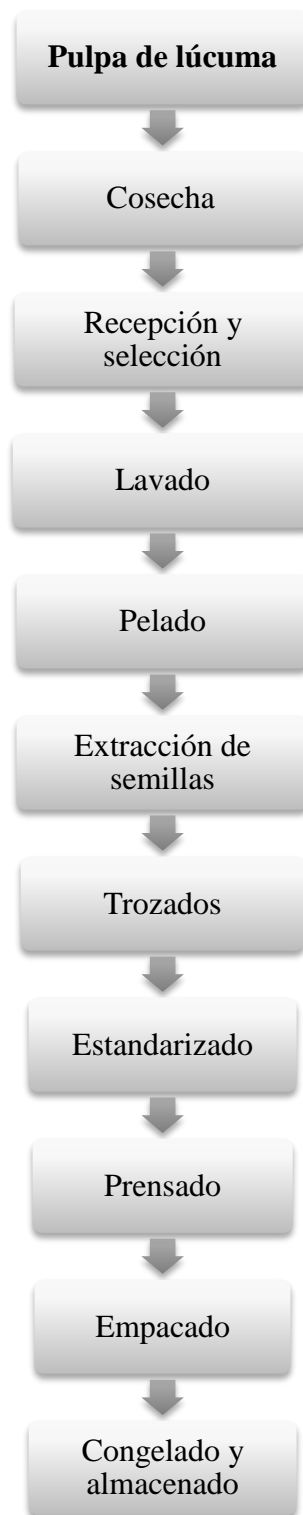 Pulpa de lúcuma
Cosecha
Recepción y
selección
Lavado
Pelado
Extracción de
semillas
Trozados
Estandarizado
Prensado
Empacado
Congelado y
almacenado